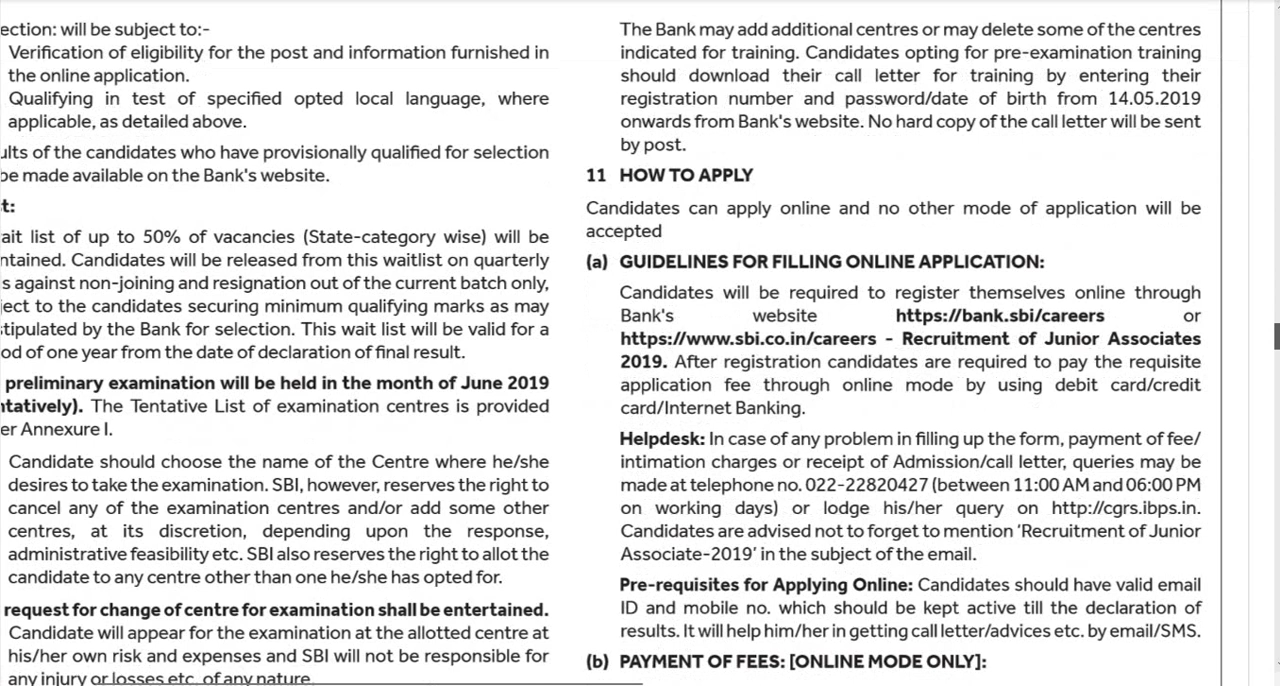 ection: will be subject to:-
Verification of eligibility for the post and information furnished in
the online application.
Qualifying in test of specified opted local language, where
applicable, as detailed above.
ults of the candidates who have provisionally qualified for selection
be made available on the Bank's website.
t:
ait list of up to 50% of vacancies (State-category wise) will be
ntained. Candidates will be released from this waitlist on quarterly
s against non-joining and resignation out of the current batch only,
ject to the candidates securing minimum qualifying marks as may
stipulated by the Bank for selection. This wait list will be valid for a
od of one year from the date of declaration of final result.
preliminary examination will be held in the month of June 2019
ntatively). The Tentative List of examination centres is provided
er Annexure I.
Candidate should choose the name of the Centre where he/she
desires to take the examination. SBI, however, reserves the right to
cancel any of the examination centres and/or add some other
centres, at its discretion, depending upon the response,
administrative feasibility etc. SBI also reserves the right to allot the
candidate to any centre other than one he/she has opted for.
request for change of centre for examination shall be entertained.
Candidate will appear for the examination at the allotted centre at
his/her own risk and expenses and SBI will not be responsible for
any injury or losses etc. of any nature.
The Bank may add additional centres or may delete some of the centres
indicated for training. Candidates opting for pre-examination training
should download their call letter for training by entering their
registration number and password/date of birth from 14.05.2019
onwards from Bank's website. No hard copy of the call letter will be sent
by post.
11 HOW TO APPLY
Candidates can apply online and no other mode of application will be
accepted
(a) GUIDELINES FOR FILLING ONLINE APPLICATION:
Candidates will be required to register themselves online through
Bank's website https://bank.sbi/careers or
https://www.sbi.co.in/careers - Recruitment of Junior Associates
2019. After registration candidates are required to pay the requisite
application fee through online mode by using debit card/credit
card/Internet Banking.
Helpdesk: In case of any problem in filling up the form, payment of fee/
intimation charges or receipt of Admission/call letter, queries may be
made at telephone no. 022-22820427 (between 11:00 AM and 06:00 PM
on working days) or lodge his/her query on http://cgrs.ibps.in.
Candidates are advised not to forget to mention 'Recruitment of Junior
Associate-2019' in the subject of the email.
Pre-requisites for Applying Online: Candidates should have valid email
ID and mobile no. which should be kept active till the declaration of
results. It will help him/her in getting call letter/advices etc. by email/SMS.
(b) PAYMENT OF FEES: [ONLINE MODE ONLY]: